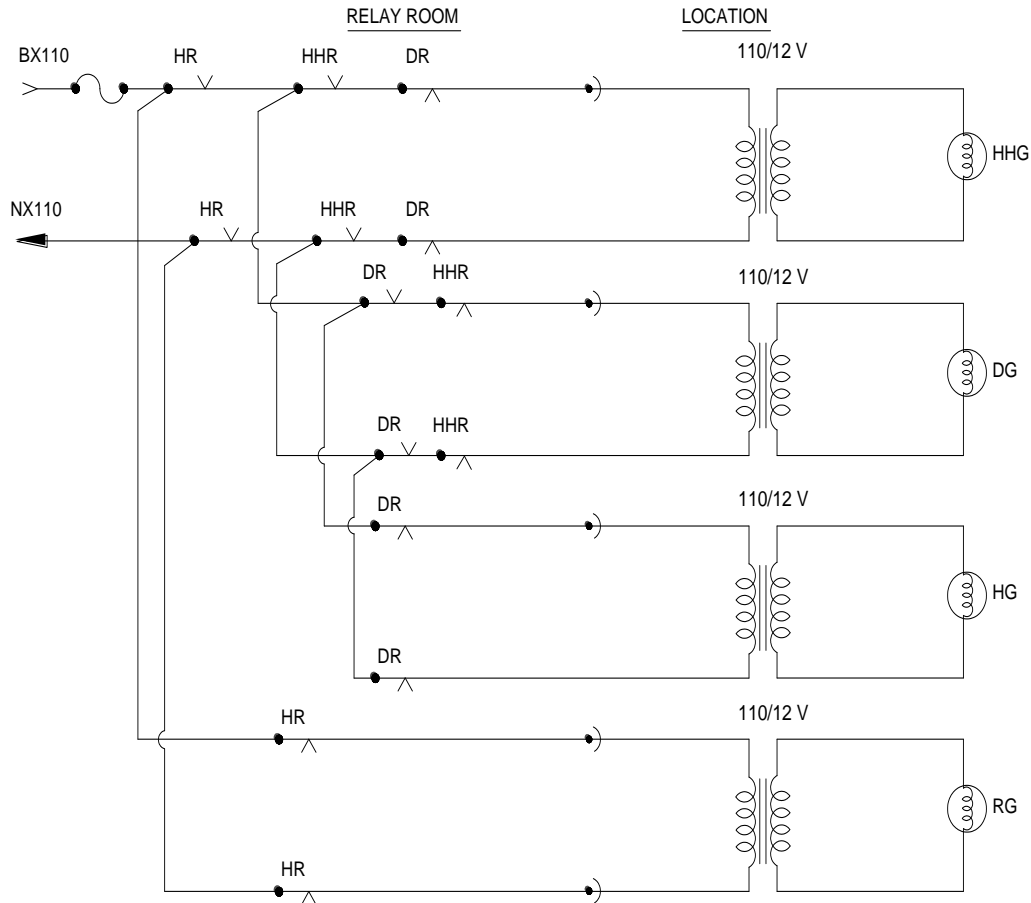 RELAY ROOM LOCATION
BX110 HR HHR DR 110/12 V
HHG
NX110 HR HHR DR
DR HHR 110/12 V
DG
DR HHR
DR 110/12 V
HG
DR
HR 110/12 V
RG
HR